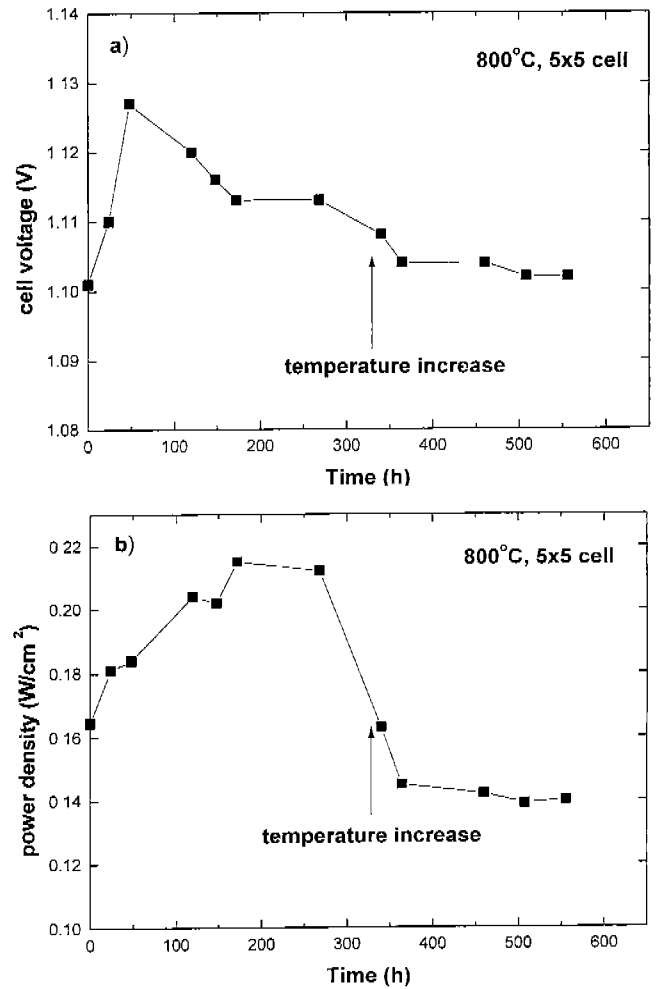 1.14
a)
800°C, 5x5 cell
1.13
1.12
1.11
1.10
1.09
1.08
cell voltage (V)
temperature increase
0 100 200 300 400 500 600
Time (h)
b)
800°C, 5x5 cell
0 22
0.20
0.18
0.16
0.14
0.12
0.10
power density (W/cm²)
temperature increase
0 100 200 300 400 500 600
Time (h)